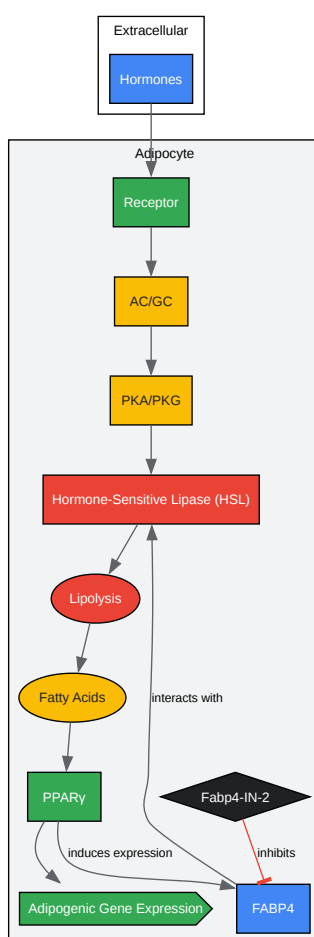 Extracellular
Hormones
Adipocyte
Receptor
AC/GC
PKA/PKG
Hormone-Sensitive Lipase (HSL)
Lipolysis
Fatty Acids
interacts with
PPARγ
Fabp4-IN-2
induces expression
inhibits
Adipogenic Gene Expression
FABP4